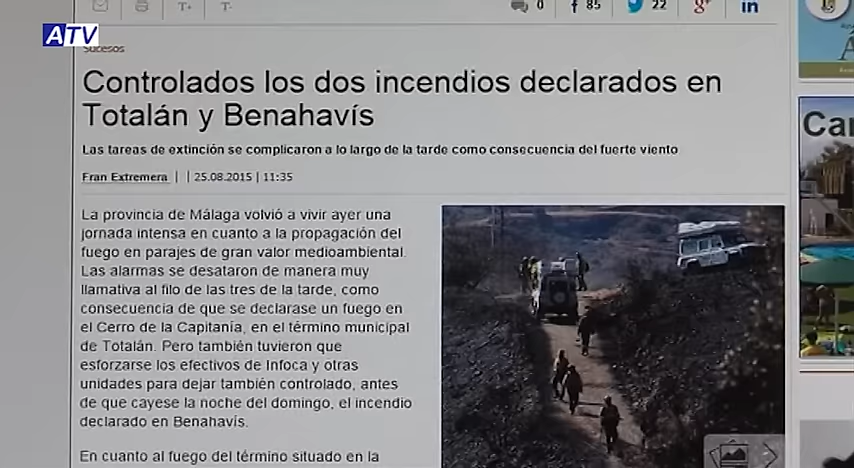 0 85 22 g+ in
T+ T-
ATV
Sucesos
Controlados los dos incendios declarados en
Totalán y Benahavís
Las tareas de extinción se complicaron a lo largo de la tarde como consecuencia del fuerte viento
Fran Extremera | | 25.08.2015 | 11:35
La provincia de Málaga volvió a vivir ayer una
jornada intensa en cuanto a la propagación del
fuego en parajes de gran valor medioambiental.
Las alarmas se desataron de manera muy
llamativa al filo de las tres de la tarde, como
consecuencia de que se declarase un fuego en
el Cerro de la Capitanía, en el término municipal
de Totalán. Pero también tuvieron que
esforzarse los efectivos de Infoca y otras
unidades para dejar también controlado, antes
de que cayese la noche del domingo, el incendio
declarado en Benahavís.
En cuanto al fuego del término situado en la
Car